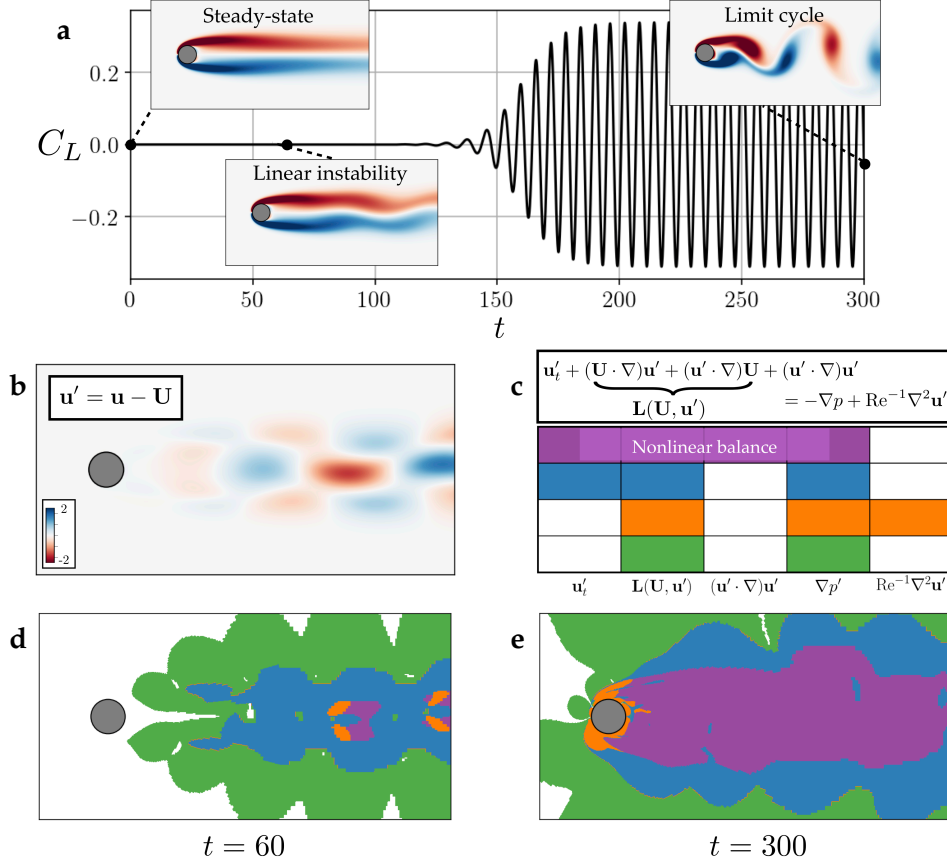 a
Steady-state
Limit cycle
Linear instability
C_L
0.2
0.0
−0.2
0
50
100
150
200
250
300
t
b
u′ = u − U
2
-2
c
u′_t + (U · ∇)u′ + (u′ · ∇)U + (u′ · ∇)u′
L(U, u′)
= −∇p + Re⁻¹∇²u′
Nonlinear balance
u′_t
L(U, u′)
(u′ · ∇)u′
∇p′
Re⁻¹∇²u′
d
e
t = 60
t = 300